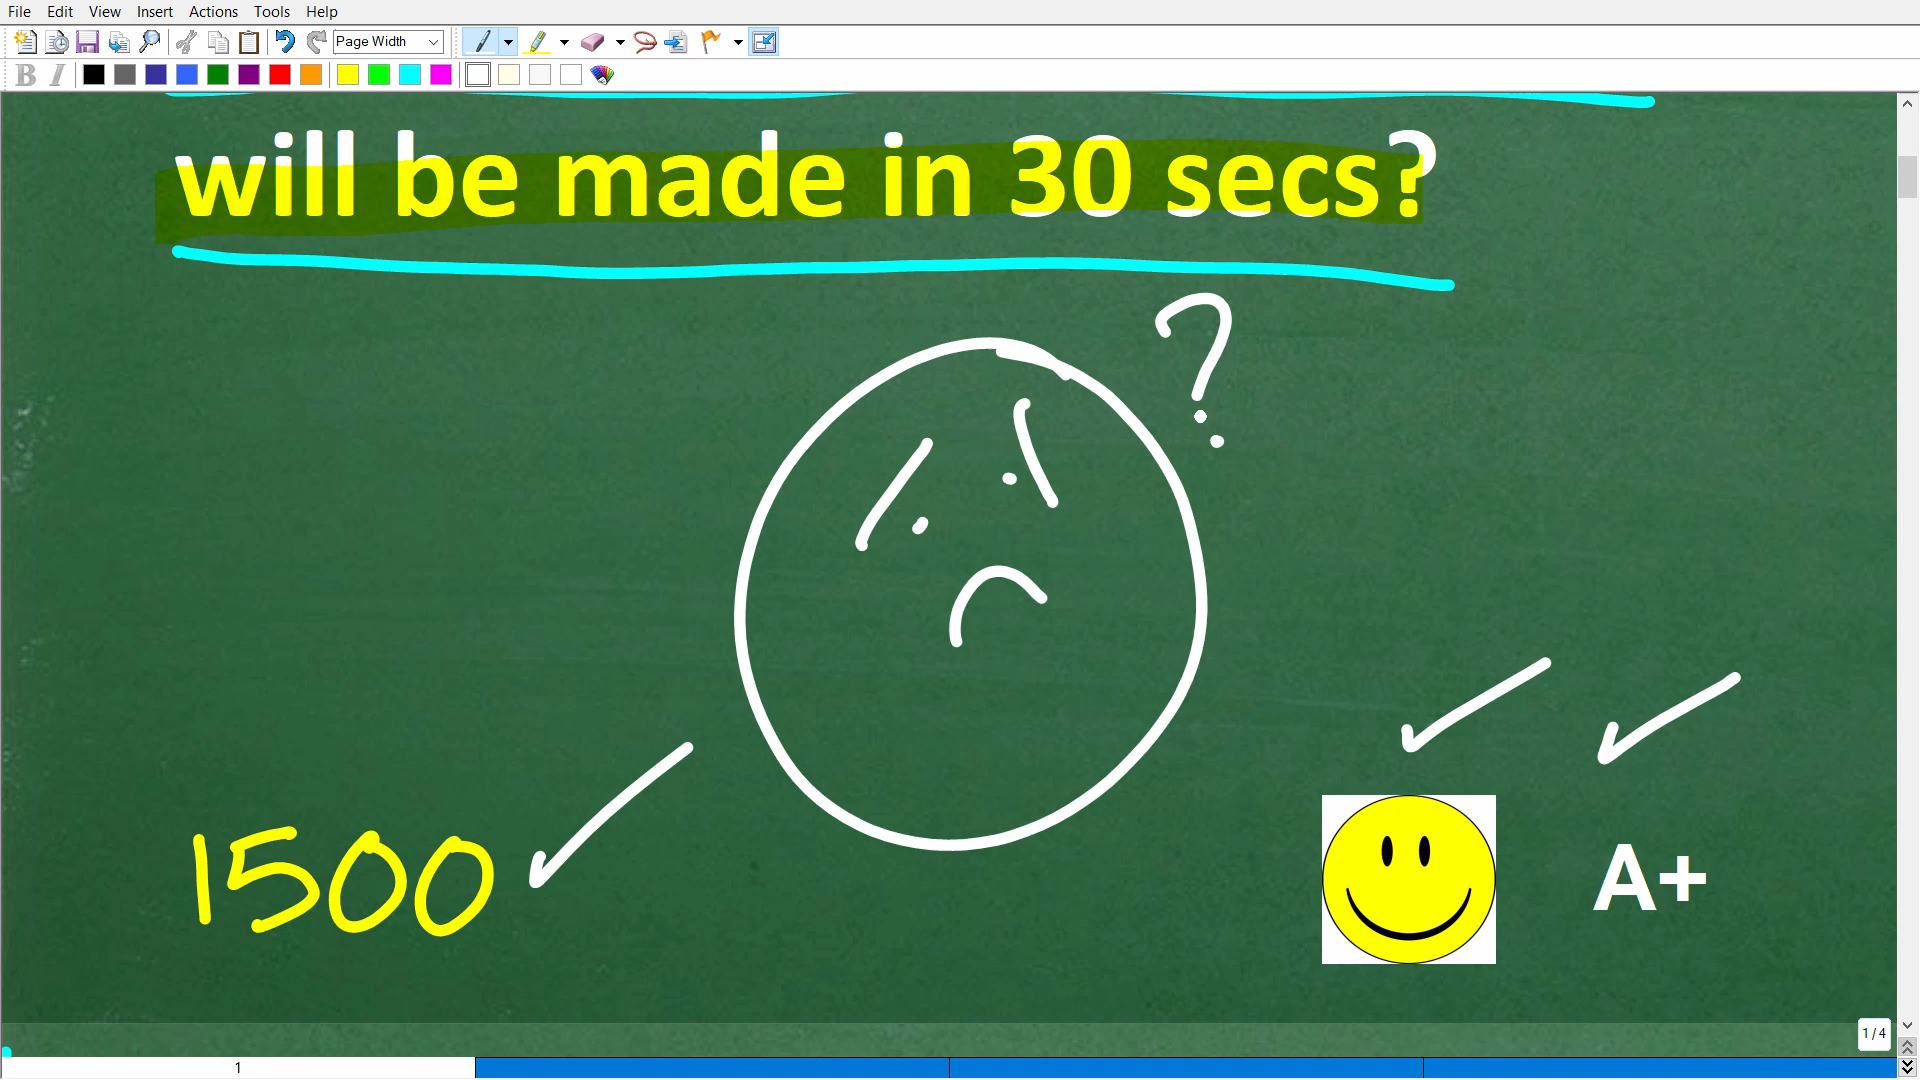 File Edit View Insert Actions Tools Help
Page Width
B I
will be made in 30 secs?
?
1500
A+
1 / 4
1